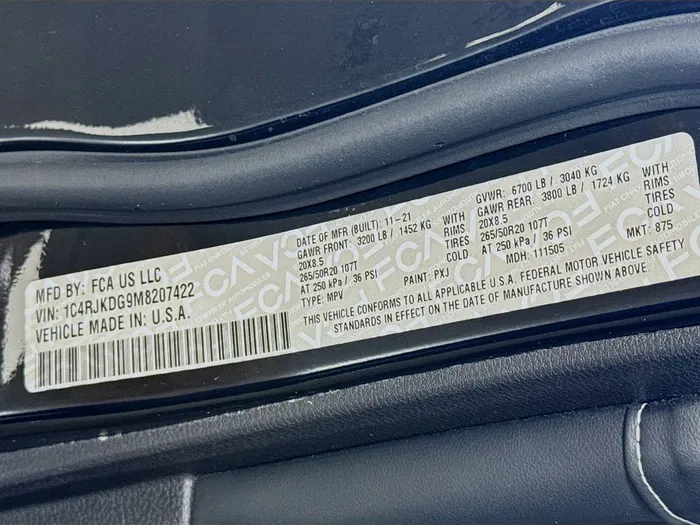 MFD BY: FCA US LLC
VIN: 1C4RJKDG9M8207422
VEHICLE MADE IN: U.S.A.
DATE OF MFR (BUILT): 11-21 GVWR: 6700 LB / 3040 KG
GAWR FRONT: 3200 LB / 1452 KG WITH GAWR REAR: 3800 LB / 1724 KG WITH
20X8.5 RIMS 20X8.5 RIMS
265/50R20 107T TIRES 265/50R20 107T TIRES
AT 250 kPa / 36 PSI COLD AT 250 kPa / 36 PSI COLD
TYPE: MPV PAINT: PXJ MDH: 111505 MKT: 875
THIS VEHICLE CONFORMS TO ALL APPLICABLE U.S.A. FEDERAL MOTOR VEHICLE SAFETY
STANDARDS IN EFFECT ON THE DATE OF MANUFACTURE SHOWN ABOVE.